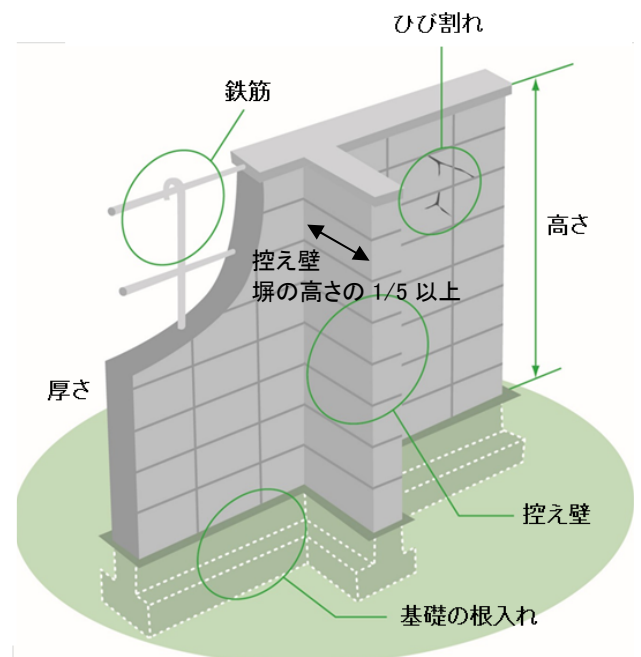 ひび割れ
鉄筋
高さ
控え壁
塀の高さの 1/5 以上
厚さ
控え壁
基礎の根入れ